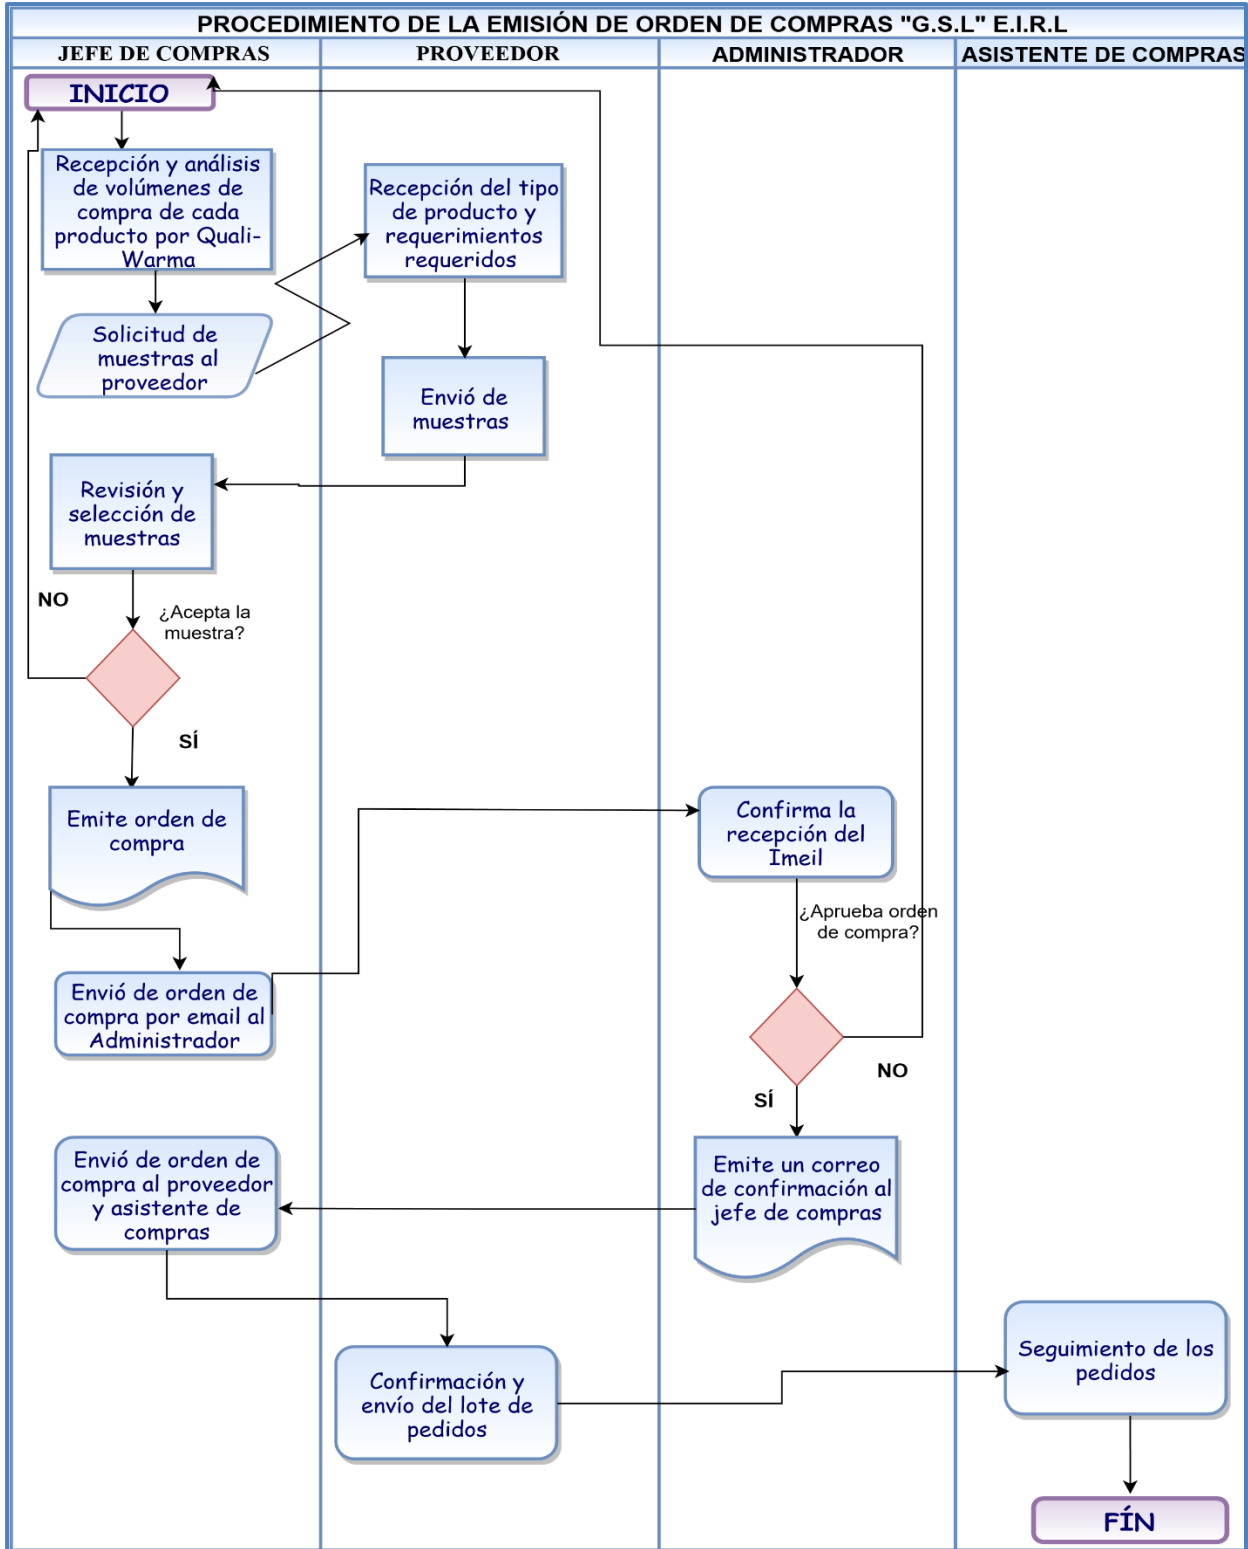 PROCEDIMIENTO DE LA EMISIÓN DE ORDEN DE COMPRAS "G.S.L" E.I.R.L
JEFE DE COMPRAS
PROVEEDOR
ADMINISTRADOR
ASISTENTE DE COMPRAS
INICIO
Recepción y análisis
de volúmenes de
compra de cada
producto por Quali-
Warma
Recepción del tipo
de producto y
requerimientos
requeridos
Solicitud de
muestras al
proveedor
Envió de
muestras
Revisión y
selección de
muestras
NO
¿Acepta la
muestra?
SÍ
Emite orden de
compra
Confirma la
recepción del
Imeil
¿Aprueba orden
de compra?
Envió de orden de
compra por email al
Administrador
NO
SÍ
Envió de orden de
compra al proveedor
y asistente de
compras
Emite un correo
de confirmación al
jefe de compras
Seguimiento de los
pedidos
Confirmación y
envío del lote de
pedidos
FÍN